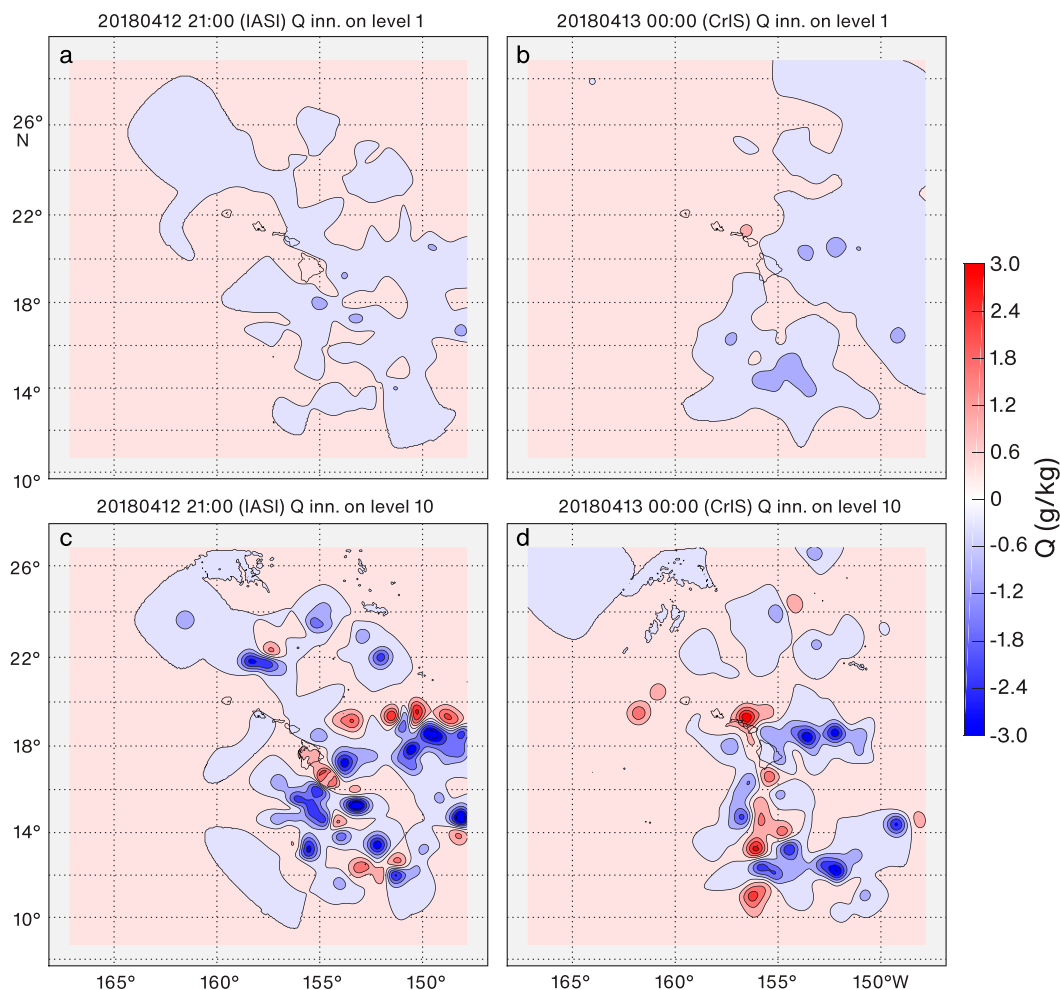 20180412 21:00 (IASI) Q inn. on level 1
20180413 00:00 (CrIS) Q inn. on level 1
a
b
26°
N
22°
18°
14°
10°
3.0
2.4
1.8
1.2
0.6
0
-0.6
-1.2
-1.8
-2.4
-3.0
Q (g/kg)
20180412 21:00 (IASI) Q inn. on level 10
20180413 00:00 (CrIS) Q inn. on level 10
c
d
26°
22°
18°
14°
10°
165° 160° 155° 150°
165° 160° 155° 150°W